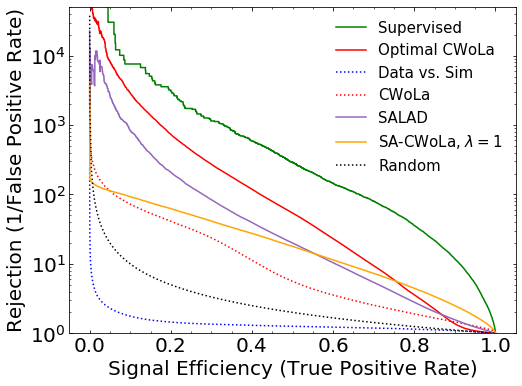 Rejection (1/False Positive Rate)
10⁴
10³
10²
10¹
10⁰
Supervised
Optimal CWoLa
Data vs. Sim
CWoLa
SALAD
SA-CWoLa, λ = 1
Random
0.0 0.2 0.4 0.6 0.8 1.0
Signal Efficiency (True Positive Rate)